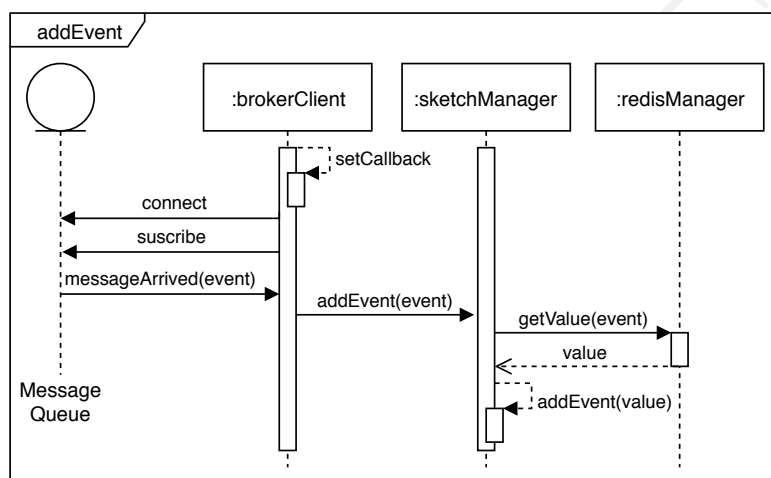 addEvent
:brokerClient
:sketchManager
:redisManager
setCallback
connect
suscribe
messageArrived(event)
addEvent(event)
getValue(event)
value
addEvent(value)
Message
Queue